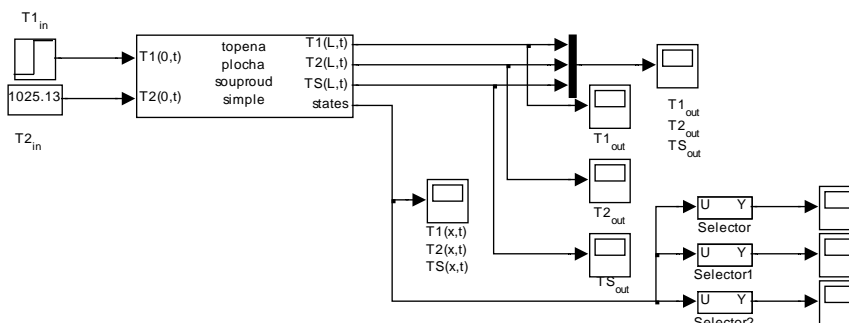 T1in
1025.13
T2in
T1(0,t)
T2(0,t)
topena
plocha
souproud
simple
T1(L,t)
T2(L,t)
TS(L,t)
states
T1out
T2out
TSout
T1out
T2out
TSout
T1(x,t)
T2(x,t)
TS(x,t)
U Y
Selector
U Y
Selector1
U Y
Selector2